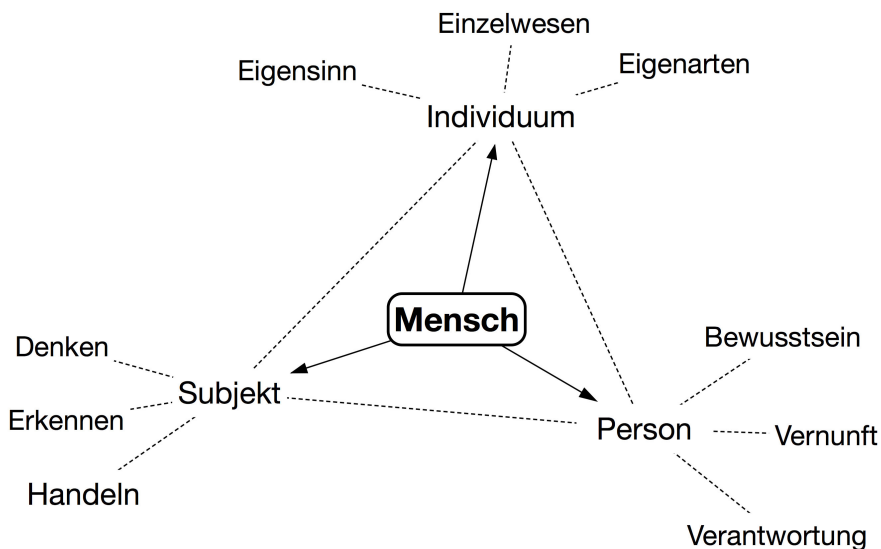 Einzelwesen
Eigensinn
Eigenarten
Individuum
Mensch
Denken
Erkennen
Handeln
Subjekt
Person
Bewusstsein
Vernunft
Verantwortung